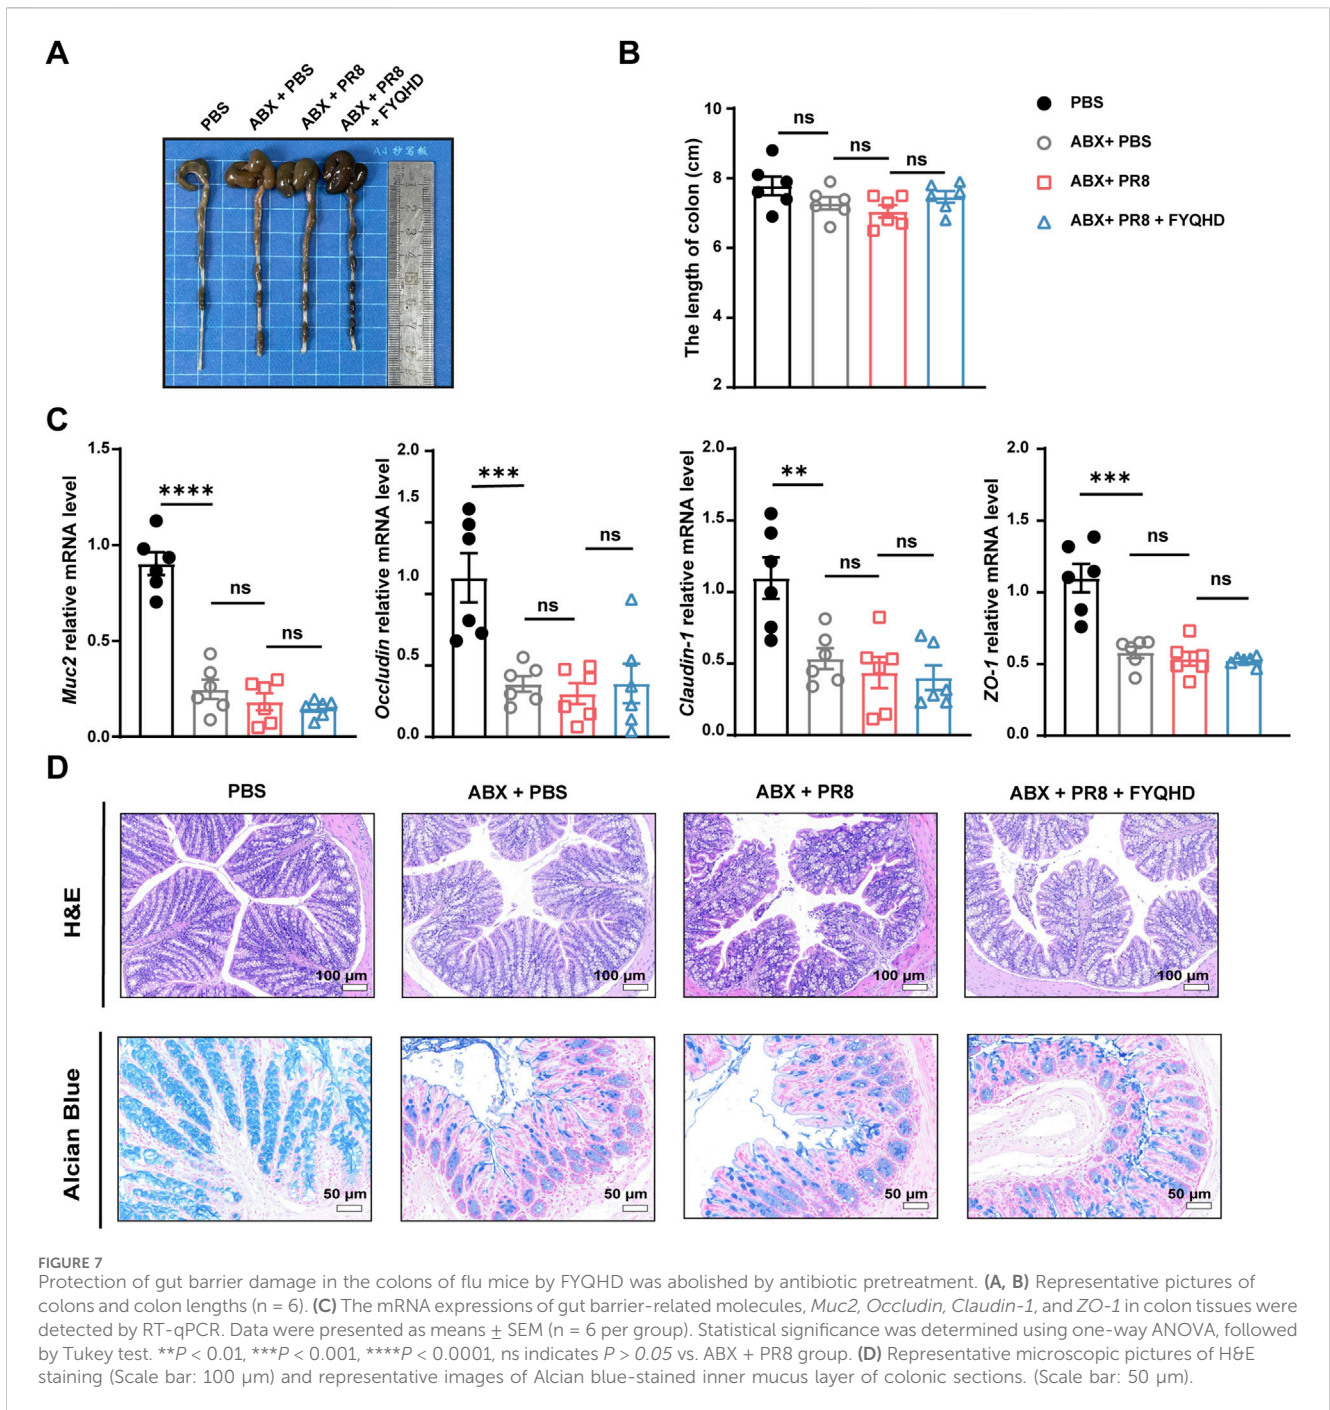 A
PBS
ABX + PBS
ABX + PR8
ABX + PR8
+ FYQHD
B
The length of colon (cm)
10
8
6
4
2
ns
ns
ns
PBS
ABX+ PBS
ABX+ PR8
ABX+ PR8 + FYQHD
C
Muc2 relative mRNA level
1.5
1.0
0.5
0.0
****
ns
ns
Occludin relative mRNA level
2.0
1.5
1.0
0.5
0.0
***
ns
ns
Claudin-1 relative mRNA level
2.0
1.5
1.0
0.5
0.0
**
ns
ns
ZO-1 relative mRNA level
2.0
1.5
1.0
0.5
0.0
***
ns
ns
D
PBS
ABX + PBS
ABX + PR8
ABX + PR8 + FYQHD
H&E
100 µm
100 µm
100 µm
100 µm
Alcian Blue
50 µm
50 µm
50 µm
50 µm
FIGURE 7
Protection of gut barrier damage in the colons of flu mice by FYQHD was abolished by antibiotic pretreatment. (A, B) Representative pictures of
colons and colon lengths (n = 6). (C) The mRNA expressions of gut barrier-related molecules, Muc2, Occludin, Claudin-1, and ZO-1 in colon tissues were
detected by RT-qPCR. Data were presented as means ± SEM (n = 6 per group). Statistical significance was determined using one-way ANOVA, followed
by Tukey test. **P < 0.01, ***P < 0.001, ****P < 0.0001, ns indicates P > 0.05 vs. ABX + PR8 group. (D) Representative microscopic pictures of H&E
staining (Scale bar: 100 µm) and representative images of Alcian blue-stained inner mucus layer of colonic sections. (Scale bar: 50 µm).